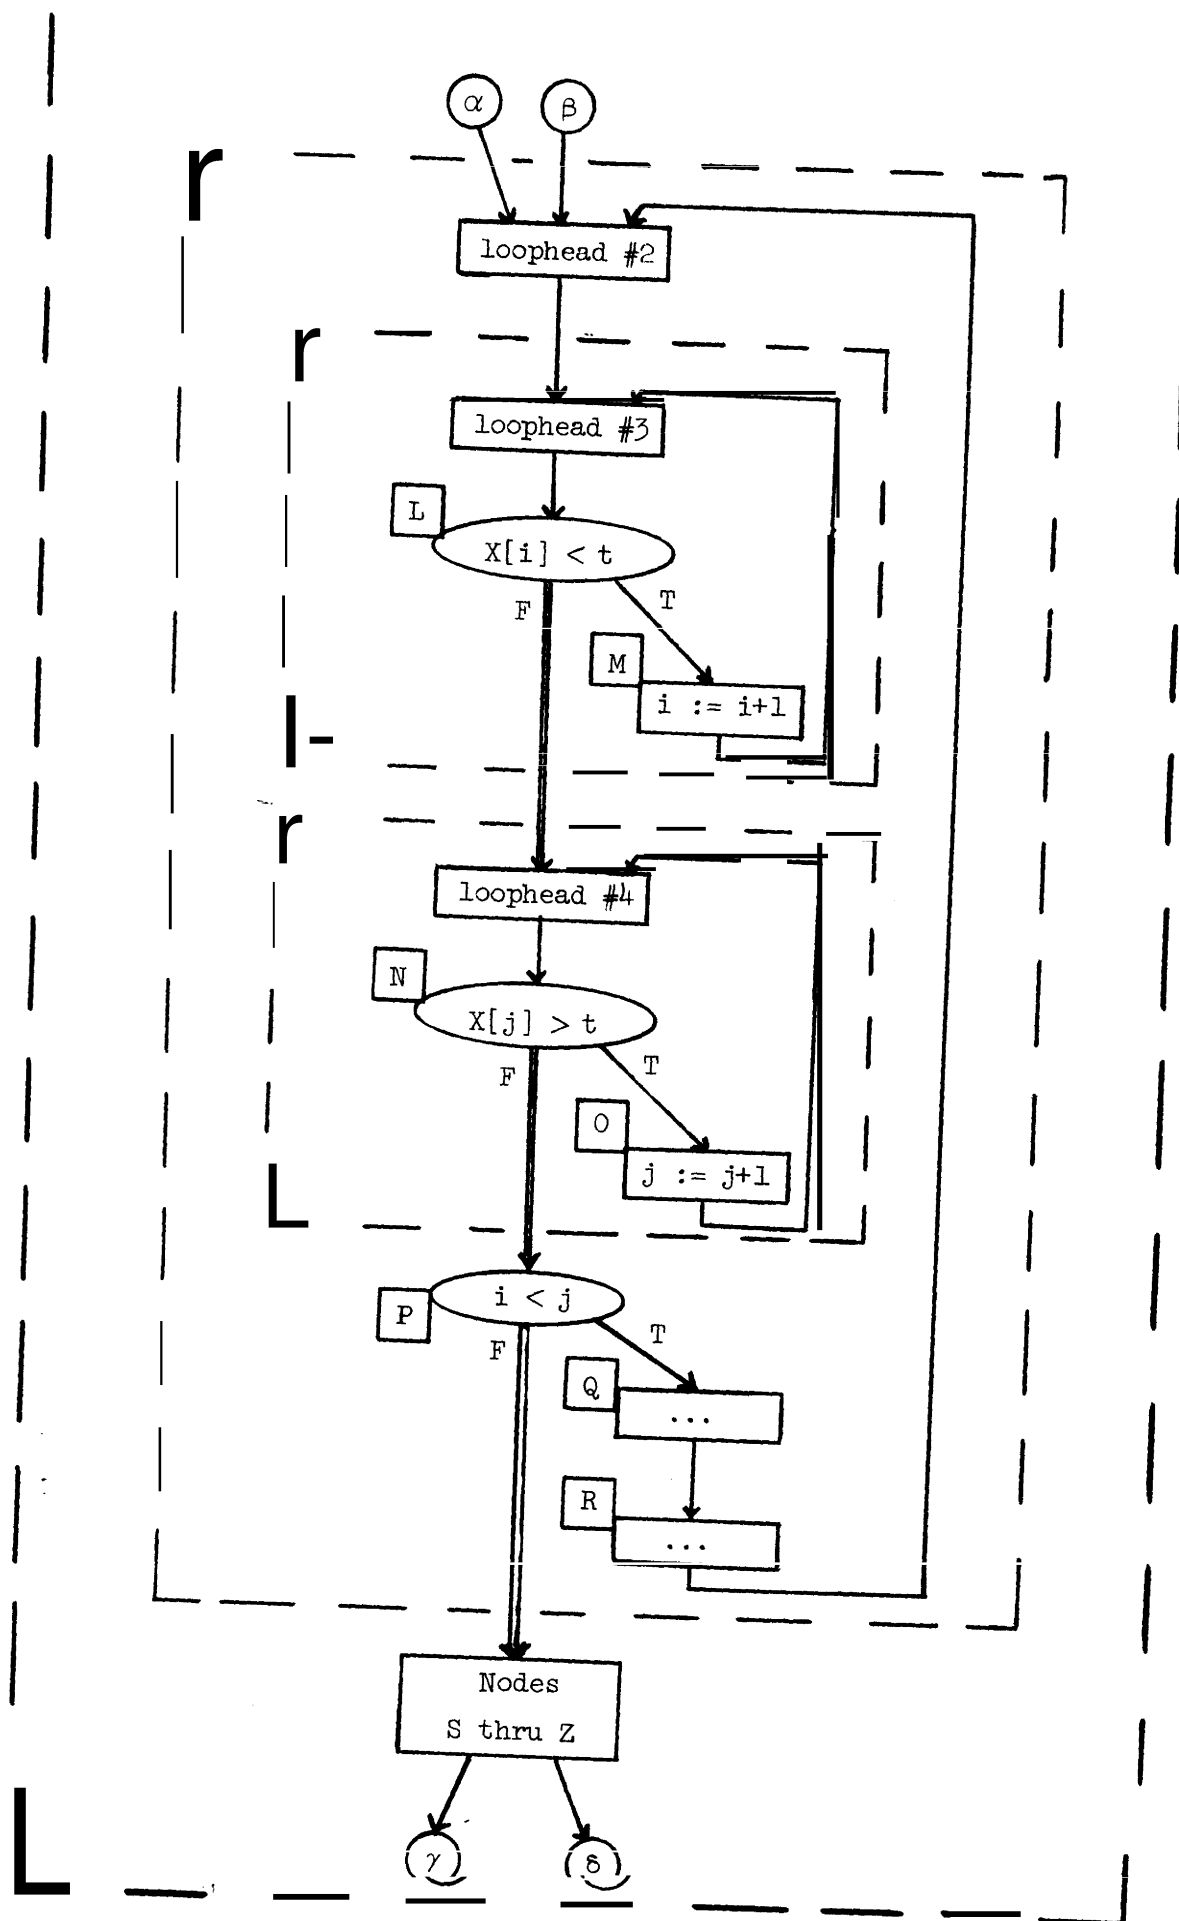 α β
loophead #2
loophead #3
L
X[i] < t
F T
M
i := i+1
loophead #4
N
X[j] > t
F T
O
j := j+1
i < j
P
F T
Q
...
R
...
Nodes
S thru Z
γ δ